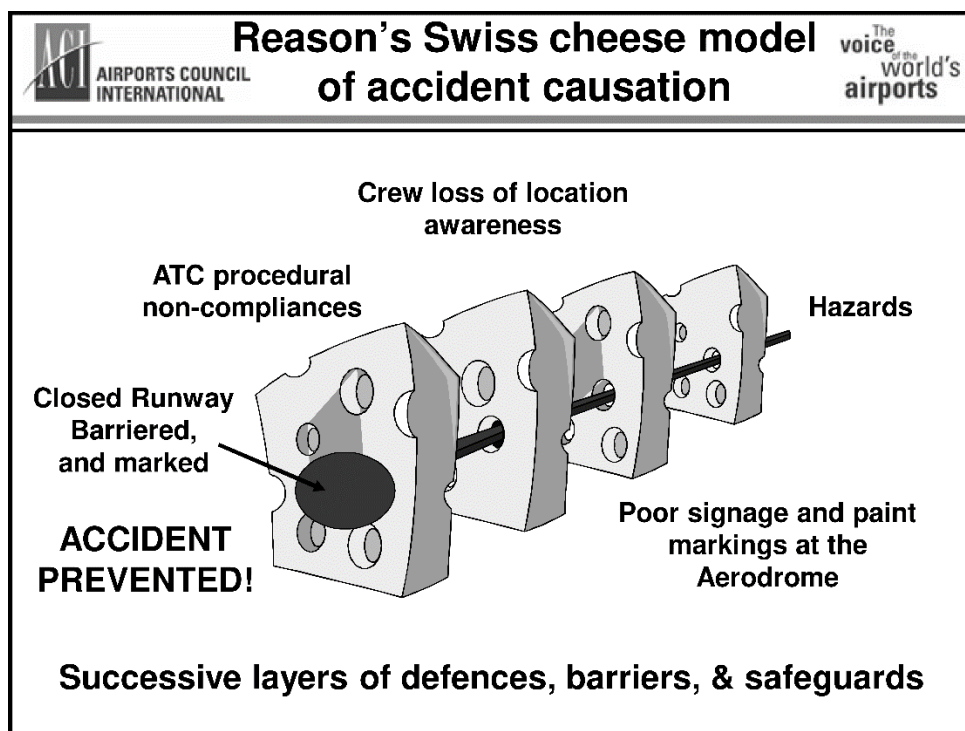 ACI
AIRPORTS COUNCIL
INTERNATIONAL
Reason's Swiss cheese model
of accident causation
The
voice
of the
world's
airports
Crew loss of location
awareness
ATC procedural
non-compliances
Hazards
Closed Runway
Barriered,
and marked
ACCIDENT
PREVENTED!
Poor signage and paint
markings at the
Aerodrome
Successive layers of defences, barriers, & safeguards